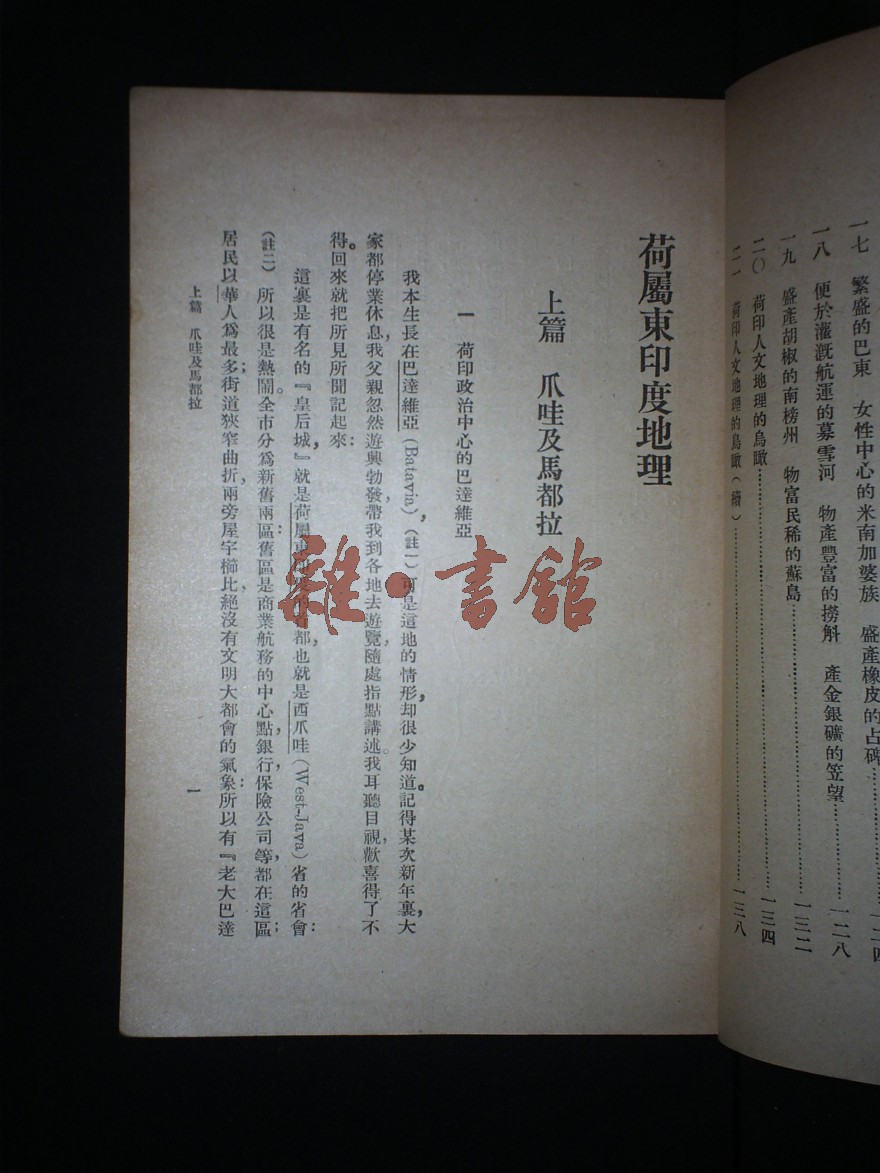 一七　繁盛的巴東　女性中心的米南加婆族　盛產橡皮的占碑
一八　便於灌溉航運的慕雪河　物產豐富的撈斛　產金銀礦的笠望……一二八
一九　盛產胡椒的南榜州　物富民稀的蘇島……一三二
二〇　荷印人文地理的鳥瞰……一三四
二一　荷印人文地理的鳥瞰（續）……一三八
荷屬東印度地理
上篇　爪哇及馬都拉
一　荷印政治中心的巴達維亞
我本生長在巴達維亞(Batavia)，(註一)可是這地的情形，却很少知道。記得某次新年裏，大
家都停業休息，我父親忽然遊興勃發，帶我到各地去遊覽，隨處指點講述。我耳聽目視，歡喜得了不
得。回來就把所見所聞記起來：
這裏是有名的『皇后城』，就是荷屬東印度的首都，也就是西爪哇(West-Java)省的省會：
(註二)所以很是熱鬧。全市分爲新舊兩區：舊區是商業航務的中心點，銀行，保險公司等，都在這區；
居民以華人爲最多；街道狹窄曲折，兩旁屋宇櫛比，絕沒有文明大都會的氣象：所以有『老大巴達
上篇　爪哇及馬都拉
一
雜·書館